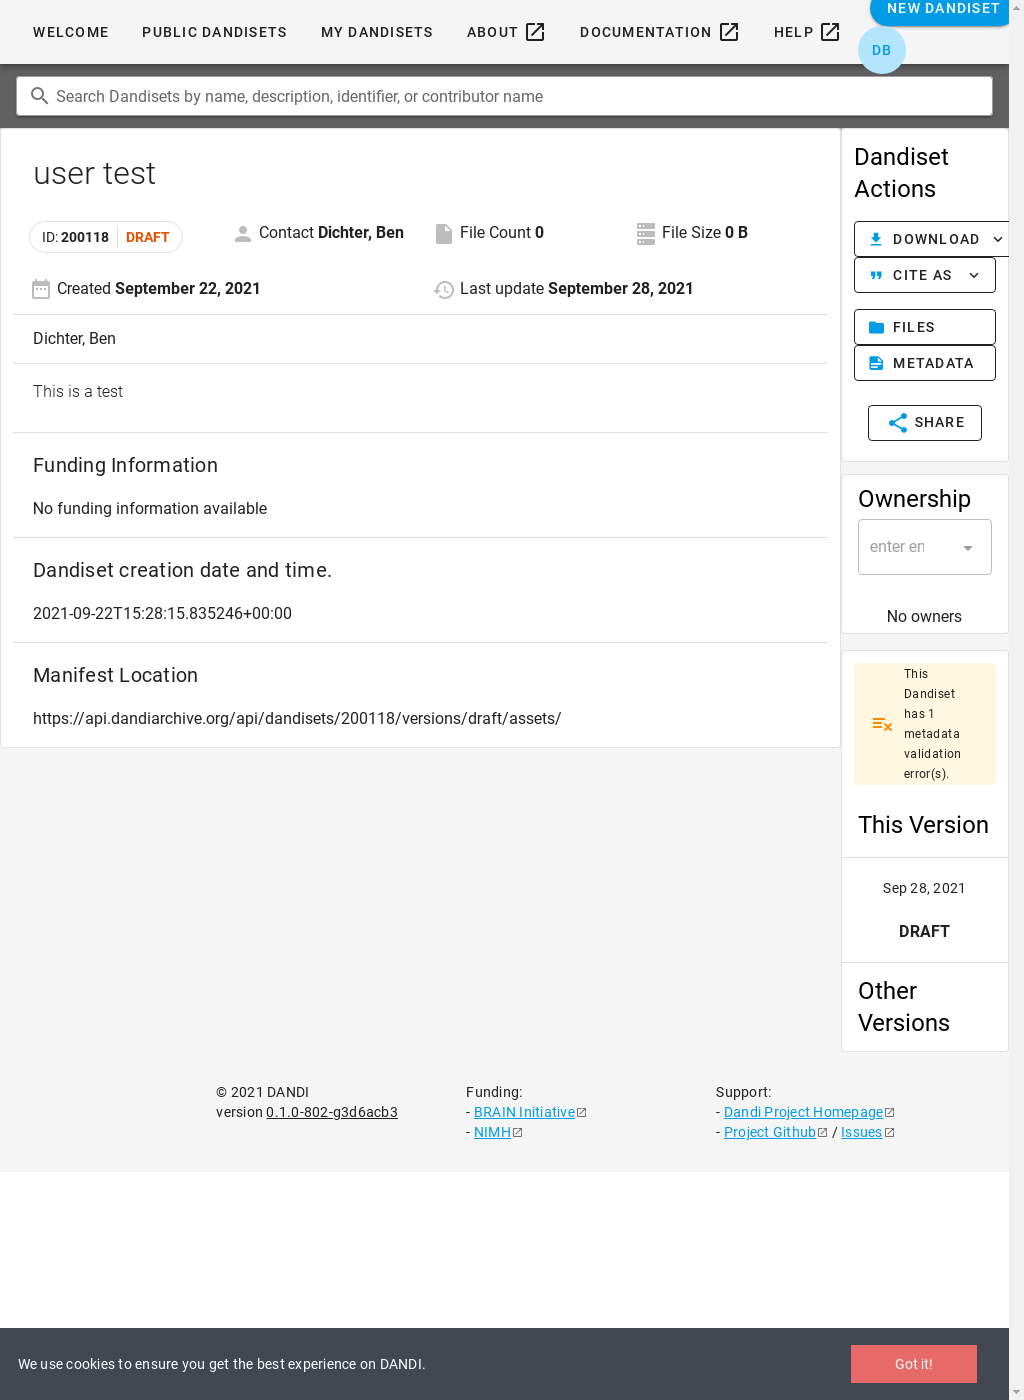 WELCOME PUBLIC DANDISETS MY DANDISETS ABOUT DOCUMENTATION HELP NEW DANDISET
DB
Search Dandisets by name, description, identifier, or contributor name
user test
ID: 200118 DRAFT Contact Dichter, Ben File Count 0 File Size 0 B
Created September 22, 2021 Last update September 28, 2021
Dichter, Ben
This is a test
Funding Information
No funding information available
Dandiset creation date and time.
2021-09-22T15:28:15.835246+00:00
Manifest Location
https://api.dandiarchive.org/api/dandisets/200118/versions/draft/assets/
Dandiset
Actions
DOWNLOAD
CITE AS
FILES
METADATA
SHARE
Ownership
enter en
No owners
This
Dandiset
has 1
metadata
validation
error(s).
This Version
Sep 28, 2021
DRAFT
Other
Versions
© 2021 DANDI
version 0.1.0-802-g3d6acb3
Funding:
- BRAIN Initiative
- NIMH
Support:
- Dandi Project Homepage
- Project Github / Issues
We use cookies to ensure you get the best experience on DANDI.
Got it!